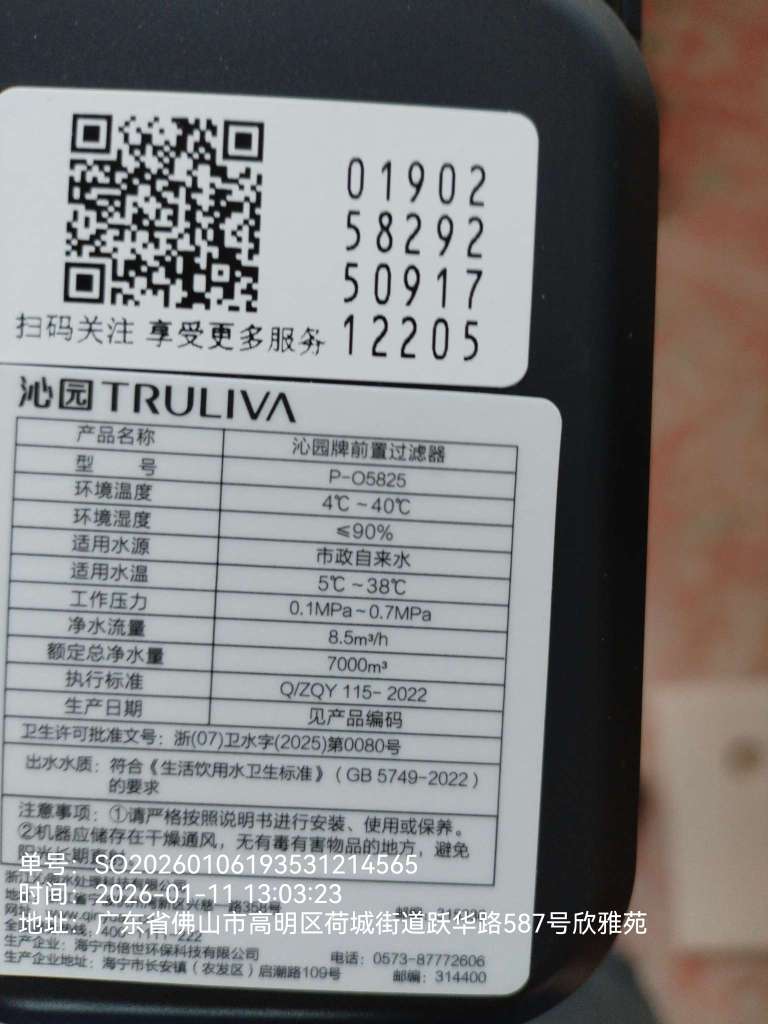 01902
58292
50917
12205
扫码关注 享受更多服务
沁园TRULIVA
产品名称 沁园牌前置过滤器
型 号 P-O5825
环境温度 4℃~40℃
环境湿度 ≤90%
适用水源 市政自来水
适用水温 5℃~38℃
工作压力 0.1MPa~0.7MPa
净水流量 8.5m³/h
额定总净水量 7000m³
执行标准 Q/ZQY 115- 2022
生产日期 见产品编码
卫生许可批准文号：浙(07)卫水字(2025)第0080号
出水水质：符合《生活饮用水卫生标准》（GB 5749-2022）
的要求
注意事项：①请严格按照说明书进行安装、使用或保养。
②机器应储存在干燥通风，无有毒有害物品的地方，避免
单号：SO202601061935312​14565
时间：2026-01-11 13:03:23
地址：广东省佛山市高明区荷城街道跃华路587号欣雅苑
生产企业：海宁市倍世环保科技有限公司 电话：0573-87772606
生产企业地址：海宁市长安镇（农发区）启潮路109号 邮编：314400